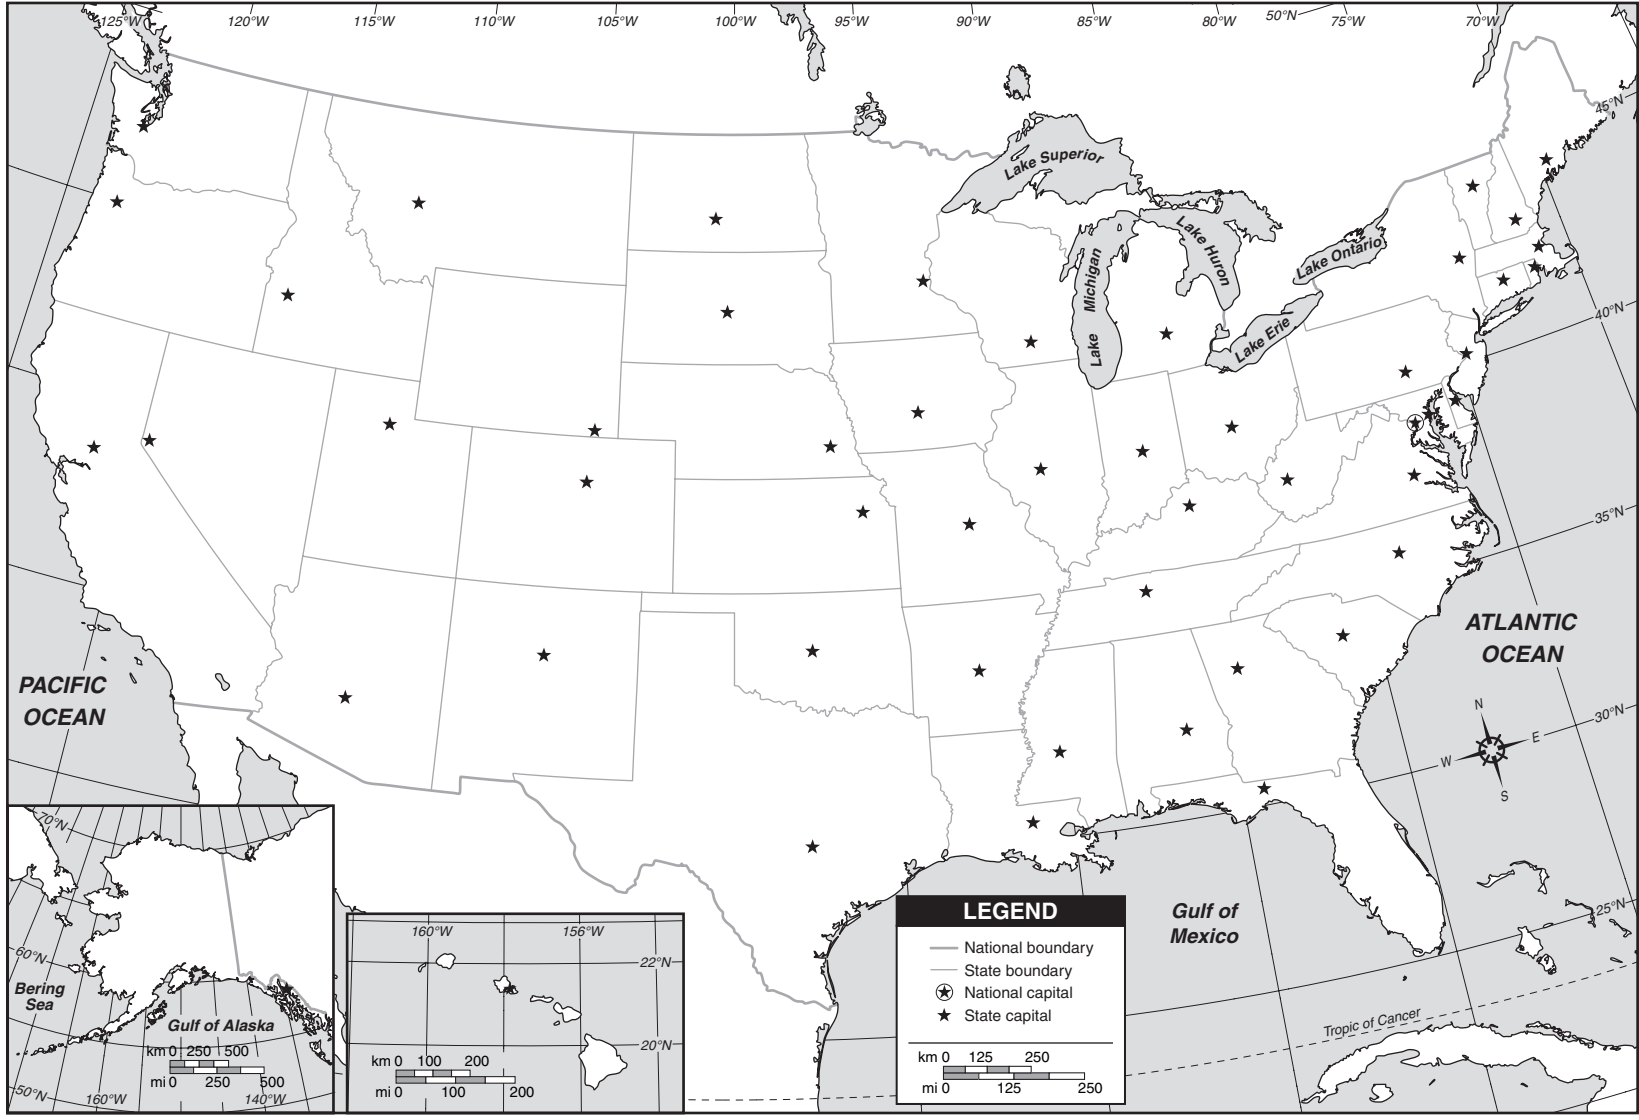 125°W 120°W 115°W 110°W 105°W 100°W 95°W 90°W 85°W 80°W 50°N 75°W 70°W
45°N
Lake Superior
Lake Huron
Lake Ontario
Lake Michigan
Lake Erie
40°N
35°N
ATLANTIC
OCEAN
PACIFIC
OCEAN
N
30°N
W E
S
70°N
60°N
Bering
Sea
Gulf of Alaska
km 0 250 500
mi 0 250 500
50°N 160°W 140°W
160°W 156°W
22°N
20°N
km 0 100 200
mi 0 100 200
LEGEND
National boundary
State boundary
National capital
State capital
km 0 125 250
mi 0 125 250
Gulf of
Mexico
25°N
Tropic of Cancer